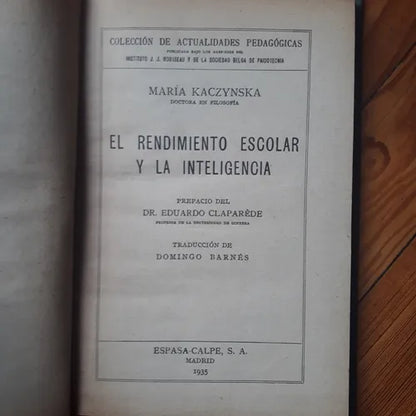 COLECCIÓN DE ACTUALIDADES PEDAGÓGICAS
PUBLICADA BAJO LOS AUSPICIOS DEL
INSTITUTO J. J. ROUSSEAU Y DE LA SOCIEDAD BELGA DE PAIDOTECNIA
MARÍA KACZYNSKA
DOCTORA EN FILOSOFÍA
EL RENDIMIENTO ESCOLAR
Y LA INTELIGENCIA
PREFACIO DEL
DR. EDUARDO CLAPARÈDE
PROFESOR DE LA UNIVERSIDAD DE GINEBRA
TRADUCCIÓN DE
DOMINGO BARNÉS
ESPASA-CALPE, S. A.
MADRID
1935